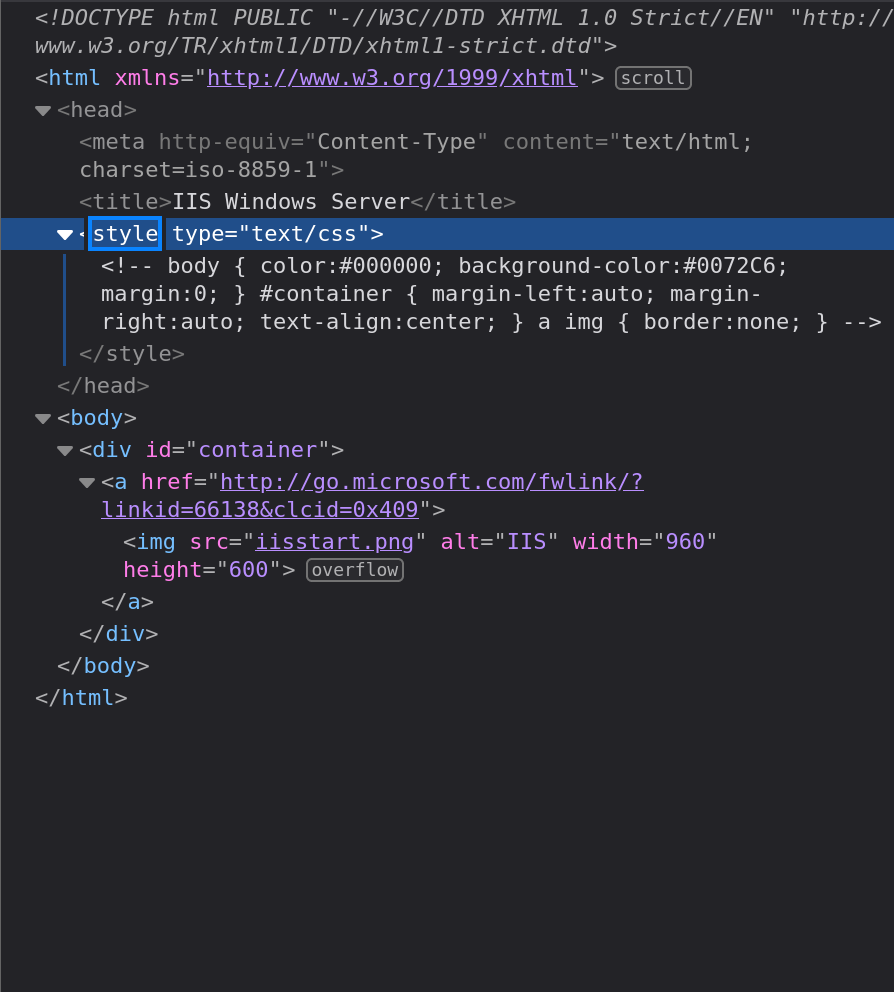 <!DOCTYPE html PUBLIC "-//W3C//DTD XHTML 1.0 Strict//EN" "http://
www.w3.org/TR/xhtml1/DTD/xhtml1-strict.dtd">
<html xmlns="http://www.w3.org/1999/xhtml"> scroll
<head>
<meta http-equiv="Content-Type" content="text/html;
charset=iso-8859-1">
<title>IIS Windows Server</title>
<style type="text/css">
<!-- body { color:#000000; background-color:#0072C6;
margin:0; } #container { margin-left:auto; margin-
right:auto; text-align:center; } a img { border:none; } -->
</style>
</head>
<body>
<div id="container">
<a href="http://go.microsoft.com/fwlink/?
linkid=66138&clcid=0x409">
<img src="iisstart.png" alt="IIS" width="960"
height="600"> overflow
</a>
</div>
</body>
</html>